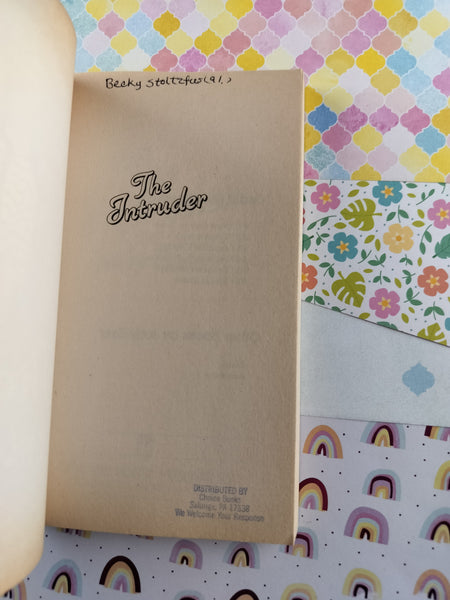 Becky Stoltzfus (91)
The
Intruder
DISTRIBUTED BY
Choice Books
Salunga, PA 17538
We Welcome Your Response